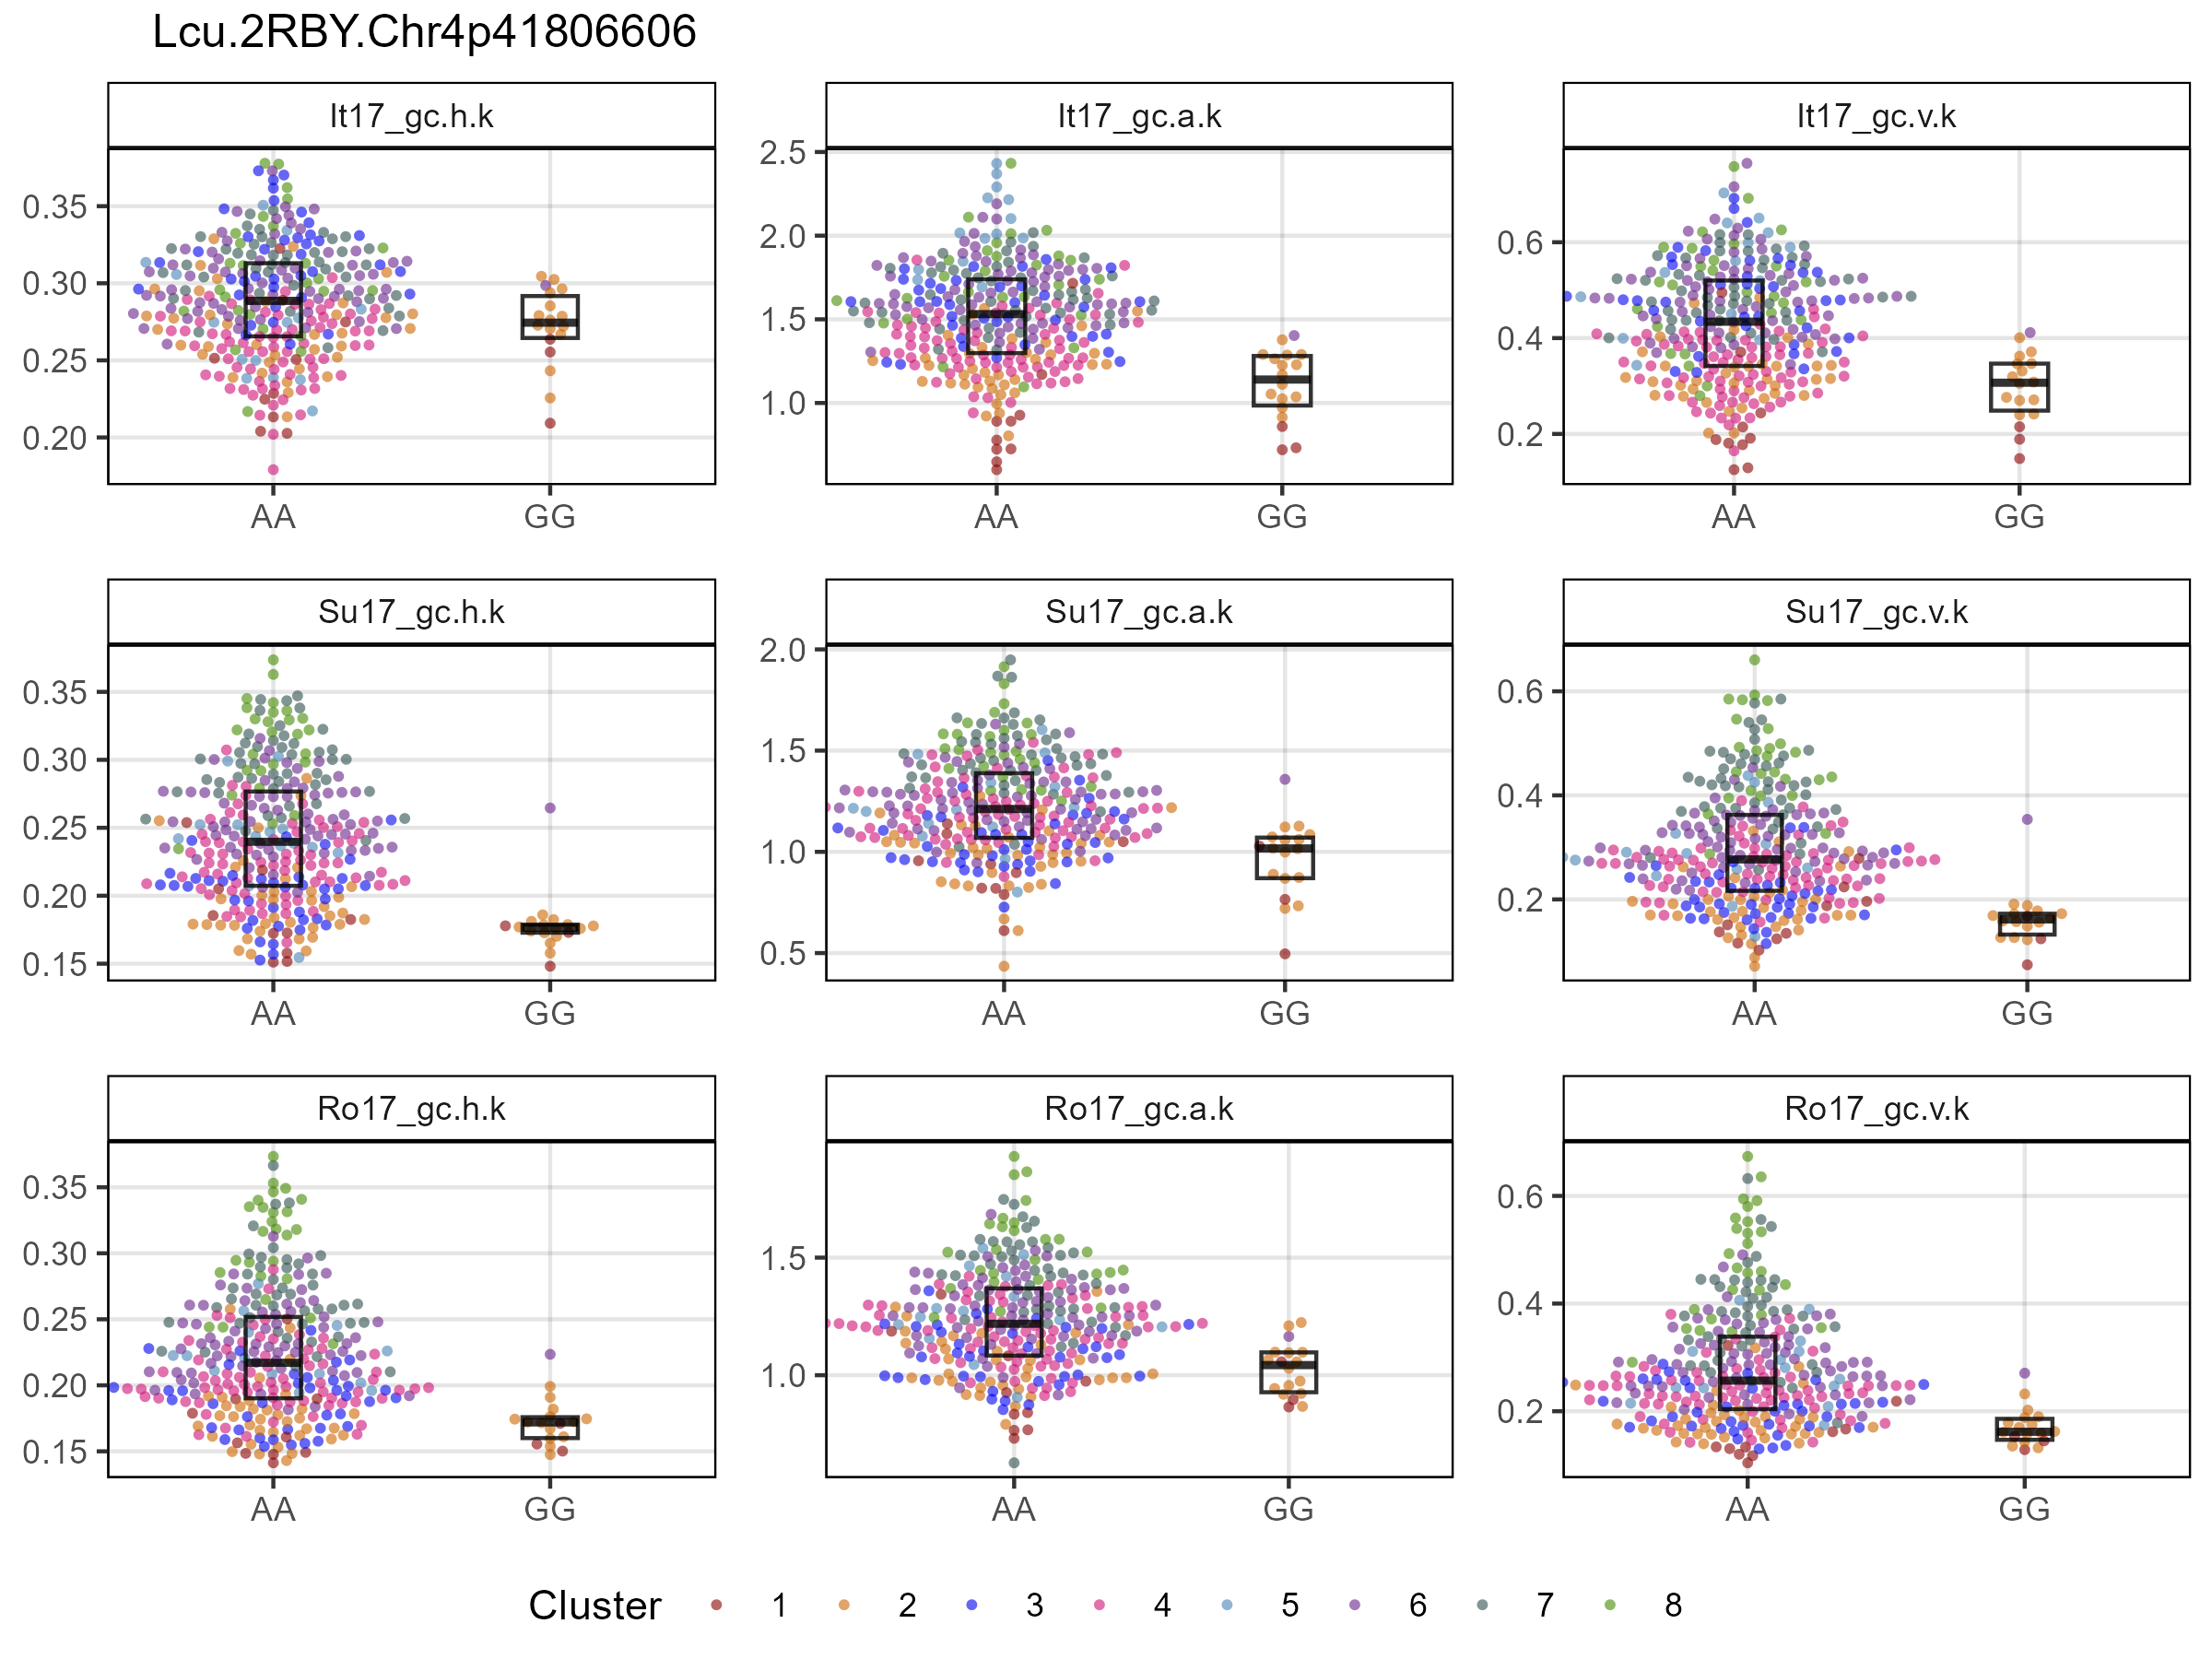 Lcu.2RBY.Chr4p41806606
It17_gc.h.k
It17_gc.a.k
It17_gc.v.k
0.35
0.30
0.25
0.20
AA
GG
2.5
2.0
1.5
1.0
AA
GG
0.6
0.4
0.2
AA
GG
Su17_gc.h.k
Su17_gc.a.k
Su17_gc.v.k
0.35
0.30
0.25
0.20
0.15
AA
GG
2.0
1.5
1.0
0.5
AA
GG
0.6
0.4
0.2
AA
GG
Ro17_gc.h.k
Ro17_gc.a.k
Ro17_gc.v.k
0.35
0.30
0.25
0.20
0.15
AA
GG
1.5
1.0
AA
GG
0.6
0.4
0.2
AA
GG
Cluster 1 2 3 4 5 6 7 8